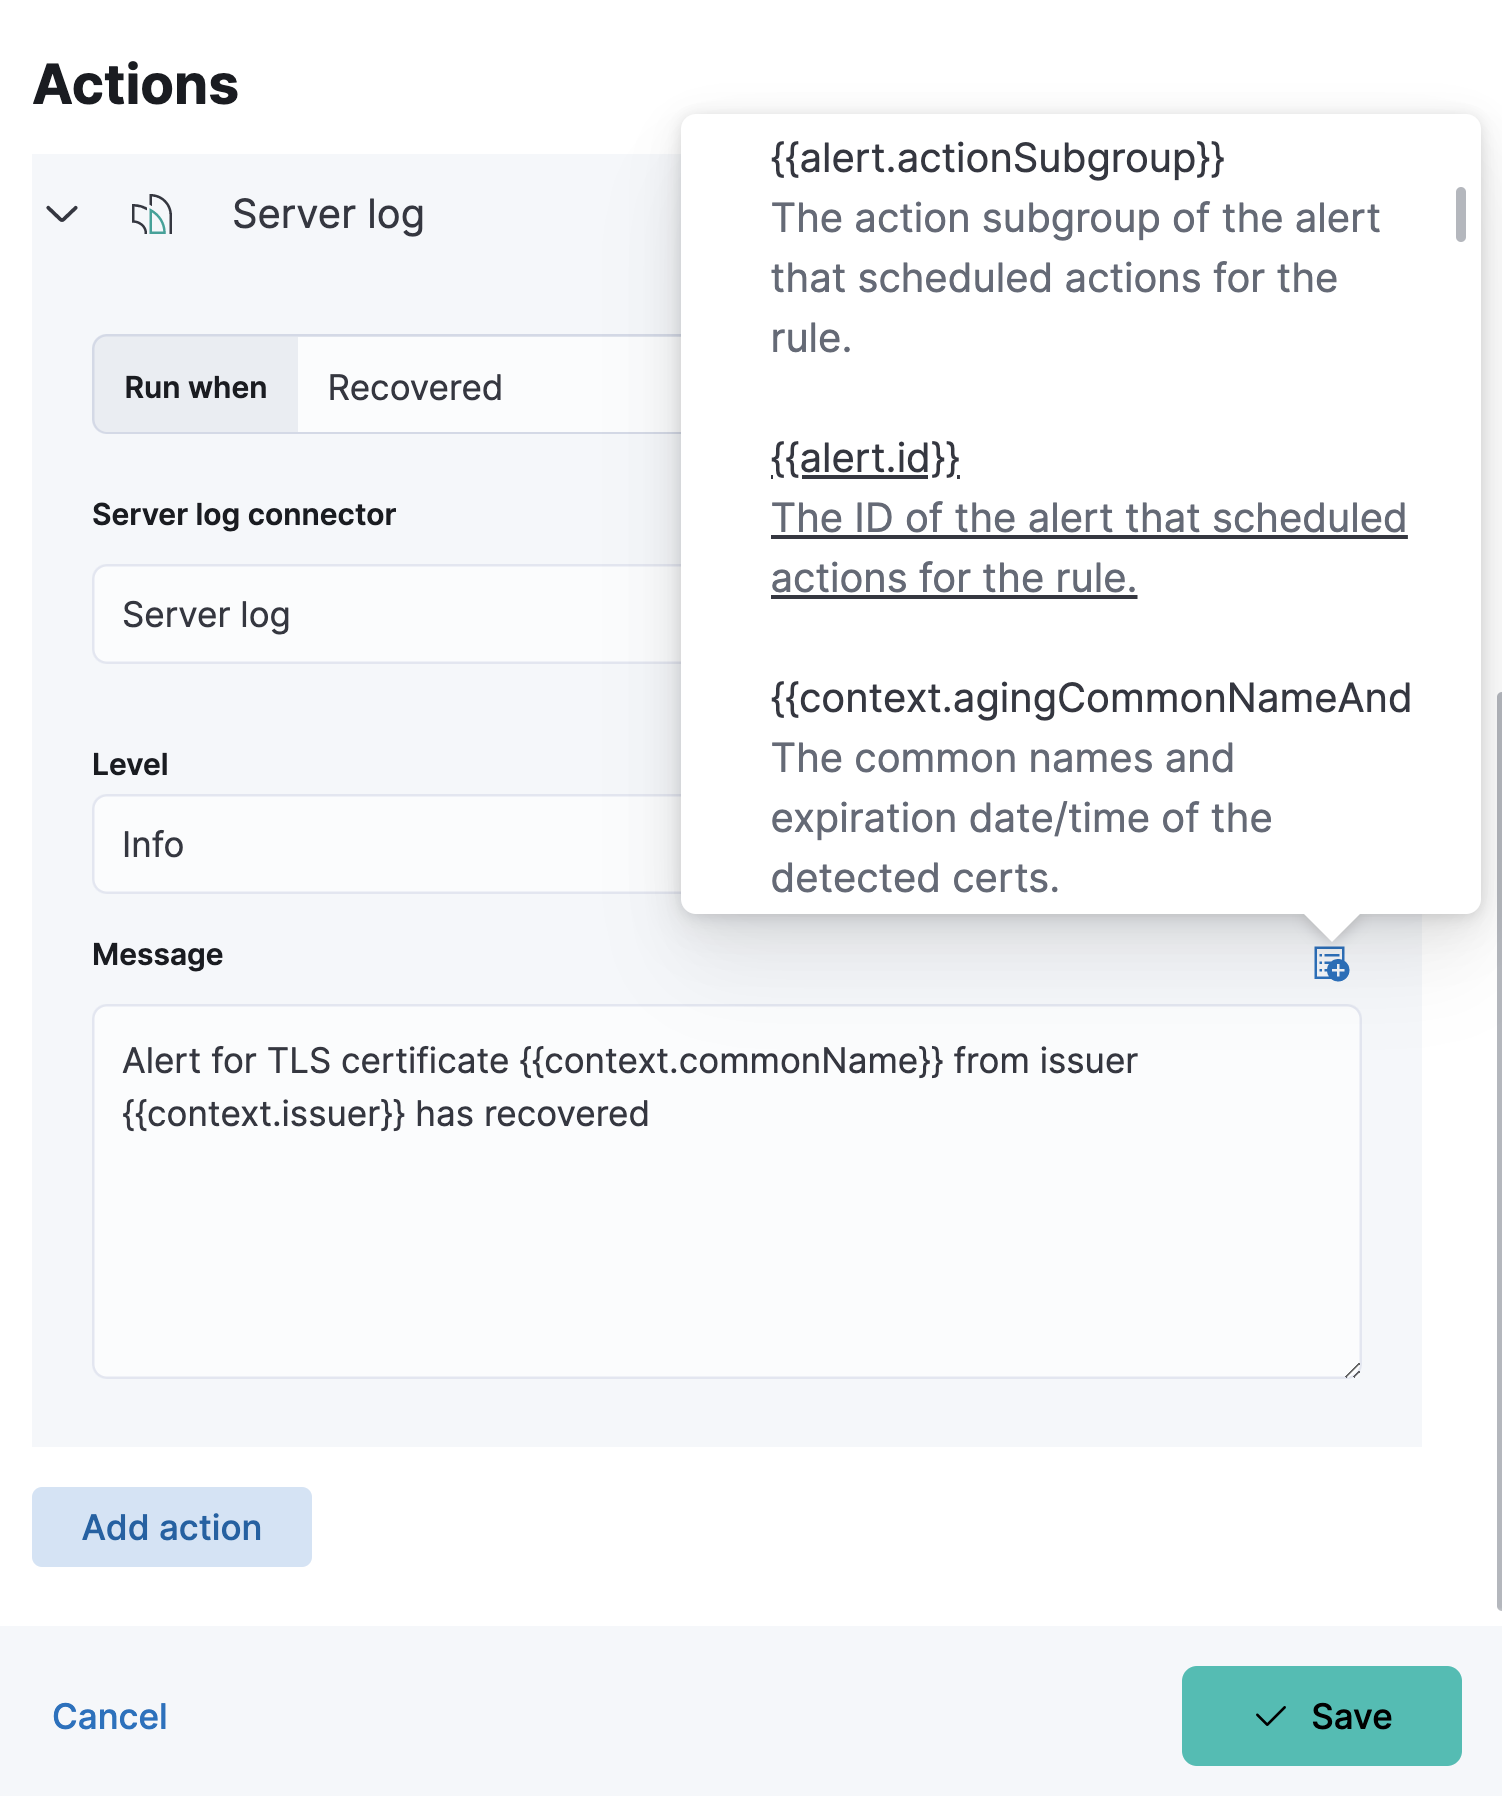 Actions
Server log
Run when
Recovered
Server log connector
Server log
Level
Info
{{alert.actionSubgroup}}
The action subgroup of the alert
that scheduled actions for the
rule.
{{alert.id}}
The ID of the alert that scheduled
actions for the rule.
{{context.agingCommonNameAnd
The common names and
expiration date/time of the
detected certs.
Message
Alert for TLS certificate {{context.commonName}} from issuer
{{context.issuer}} has recovered
Add action
Cancel
Save